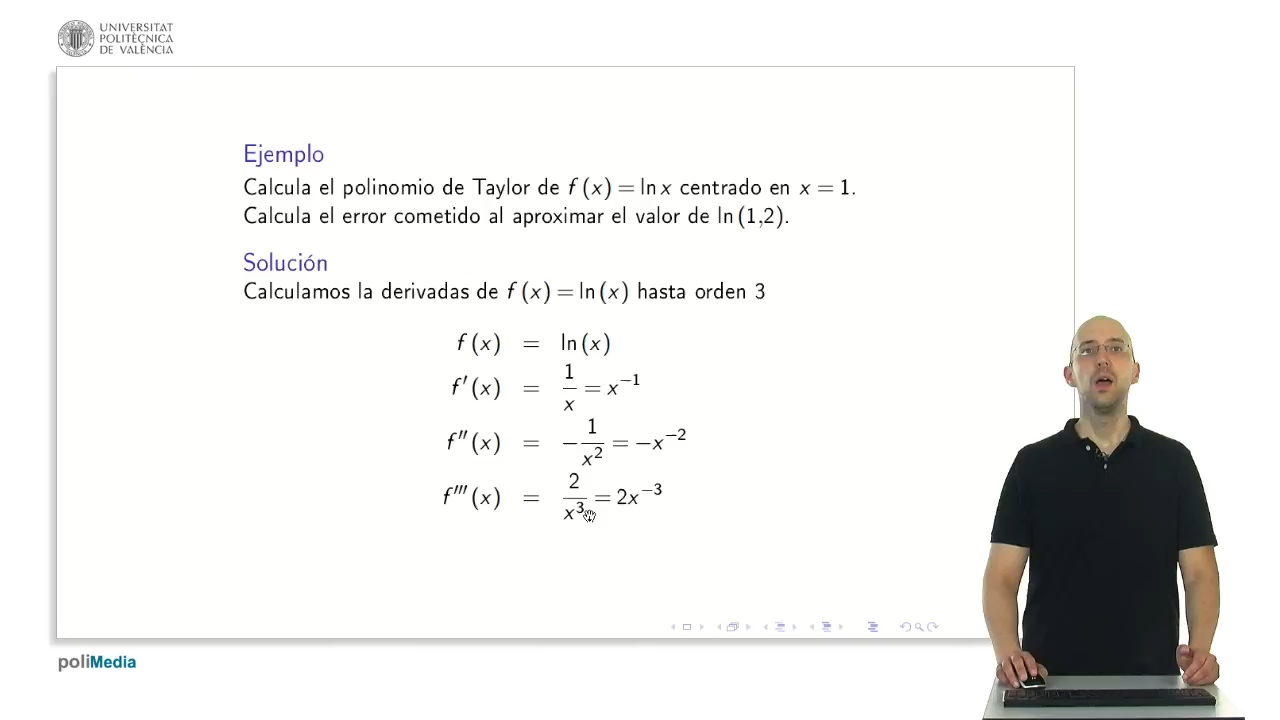 UNIVERSITAT
POLITÈCNICA
DE VALÈNCIA
Ejemplo
Calcula el polinomio de Taylor de f (x) = ln x centrado en x = 1.
Calcula el error cometido al aproximar el valor de ln (1,2).
Solución
Calculamos la derivadas de f (x) = ln (x) hasta orden 3
f (x) = ln (x)
f′ (x) = 1/x = x⁻¹
f″ (x) = −1/x² = −x⁻²
f‴ (x) = 2/x³ = 2x⁻³
poliMedia